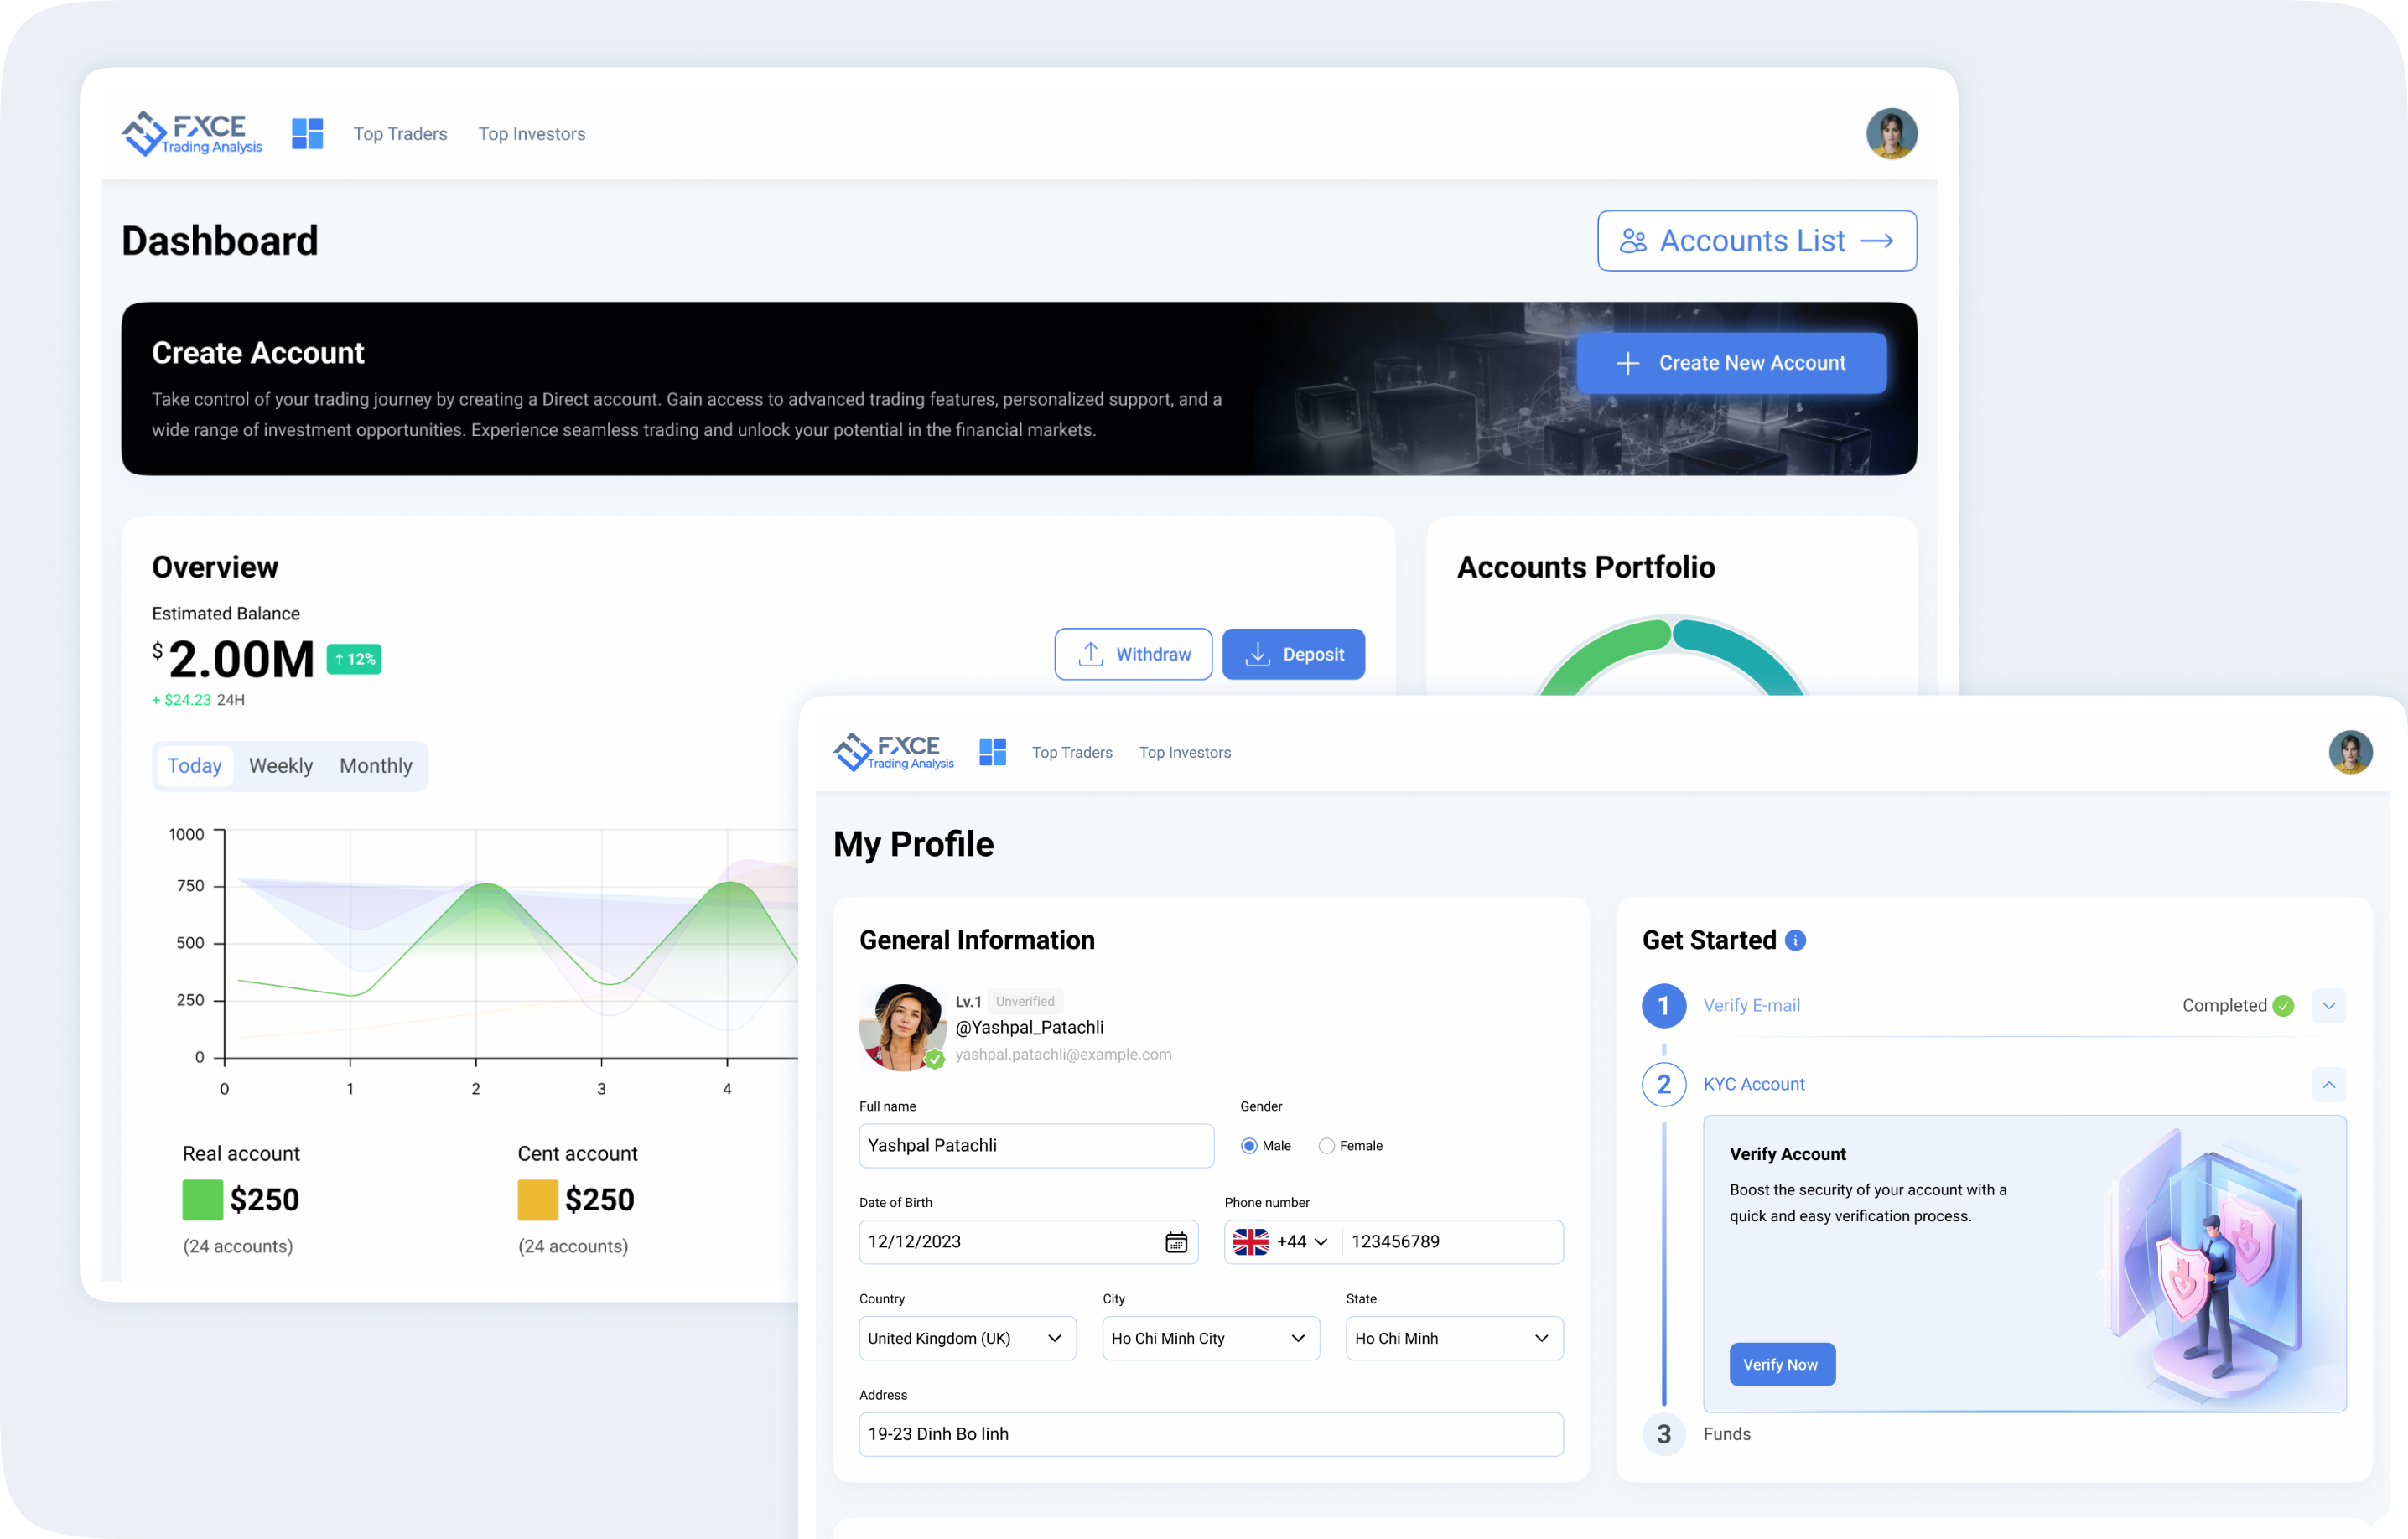 FXCE
Trading Analysis
Top Traders
Top Investors
Dashboard
Accounts List
Create Account
Take control of your trading journey by creating a Direct account. Gain access to advanced trading features, personalized support, and a
wide range of investment opportunities. Experience seamless trading and unlock your potential in the financial markets.
Create New Account
Overview
Estimated Balance
$ 2.00M ↑ 12%
+ $24.23 24H
Withdraw
Deposit
Today Weekly Monthly
1000
750
500
250
0
0 1 2 3 4
Real account
$250
(24 accounts)
Cent account
$250
(24 accounts)
Accounts Portfolio
FXCE
Trading Analysis
Top Traders
Top Investors
My Profile
General Information
Lv.1 Unverified
@Yashpal_Patachli
yashpal.patachli@example.com
Full name
Yashpal Patachli
Gender
Male Female
Date of Birth
12/12/2023
Phone number
+44 123456789
Country
United Kingdom (UK)
City
Ho Chi Minh City
State
Ho Chi Minh
Address
19-23 Dinh Bo linh
Get Started i
1 Verify E-mail Completed
2 KYC Account
Verify Account
Boost the security of your account with a
quick and easy verification process.
Verify Now
3 Funds